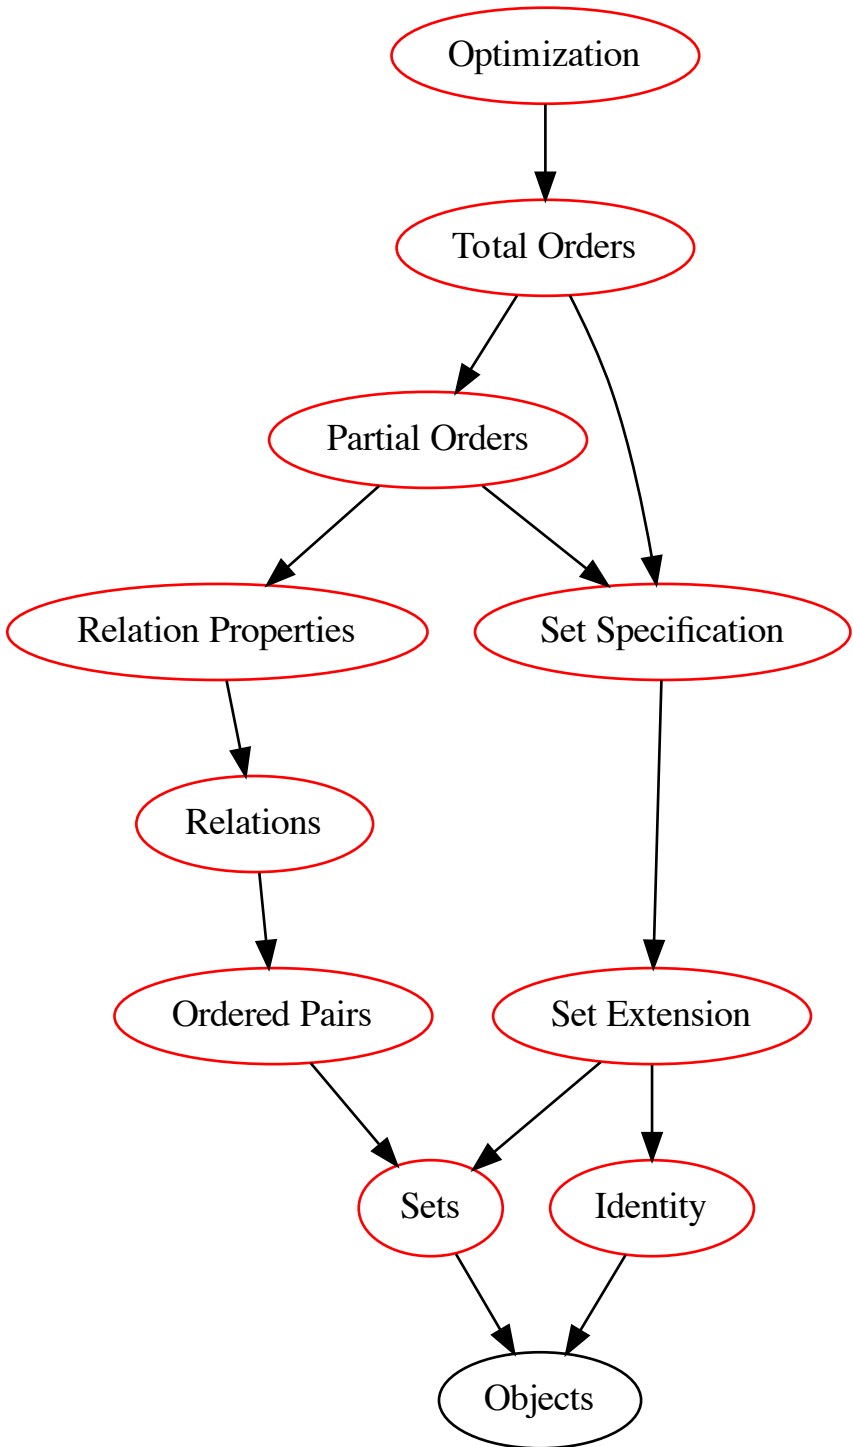 Optimization
Total Orders
Partial Orders
Relation Properties
Set Specification
Relations
Ordered Pairs
Set Extension
Sets
Identity
Objects